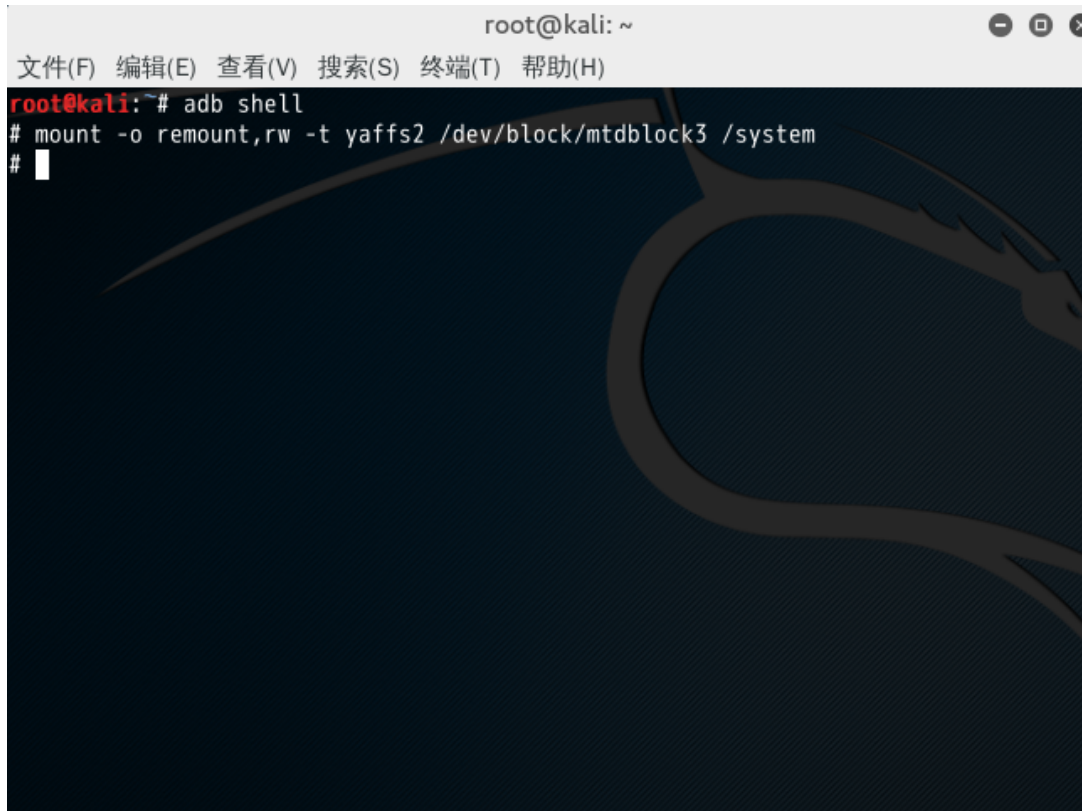 root@kali: ~
文件(F) 编辑(E) 查看(V) 搜索(S) 终端(T) 帮助(H)
root@kali:~# adb shell
# mount -o remount,rw -t yaffs2 /dev/block/mtdblock3 /system
#